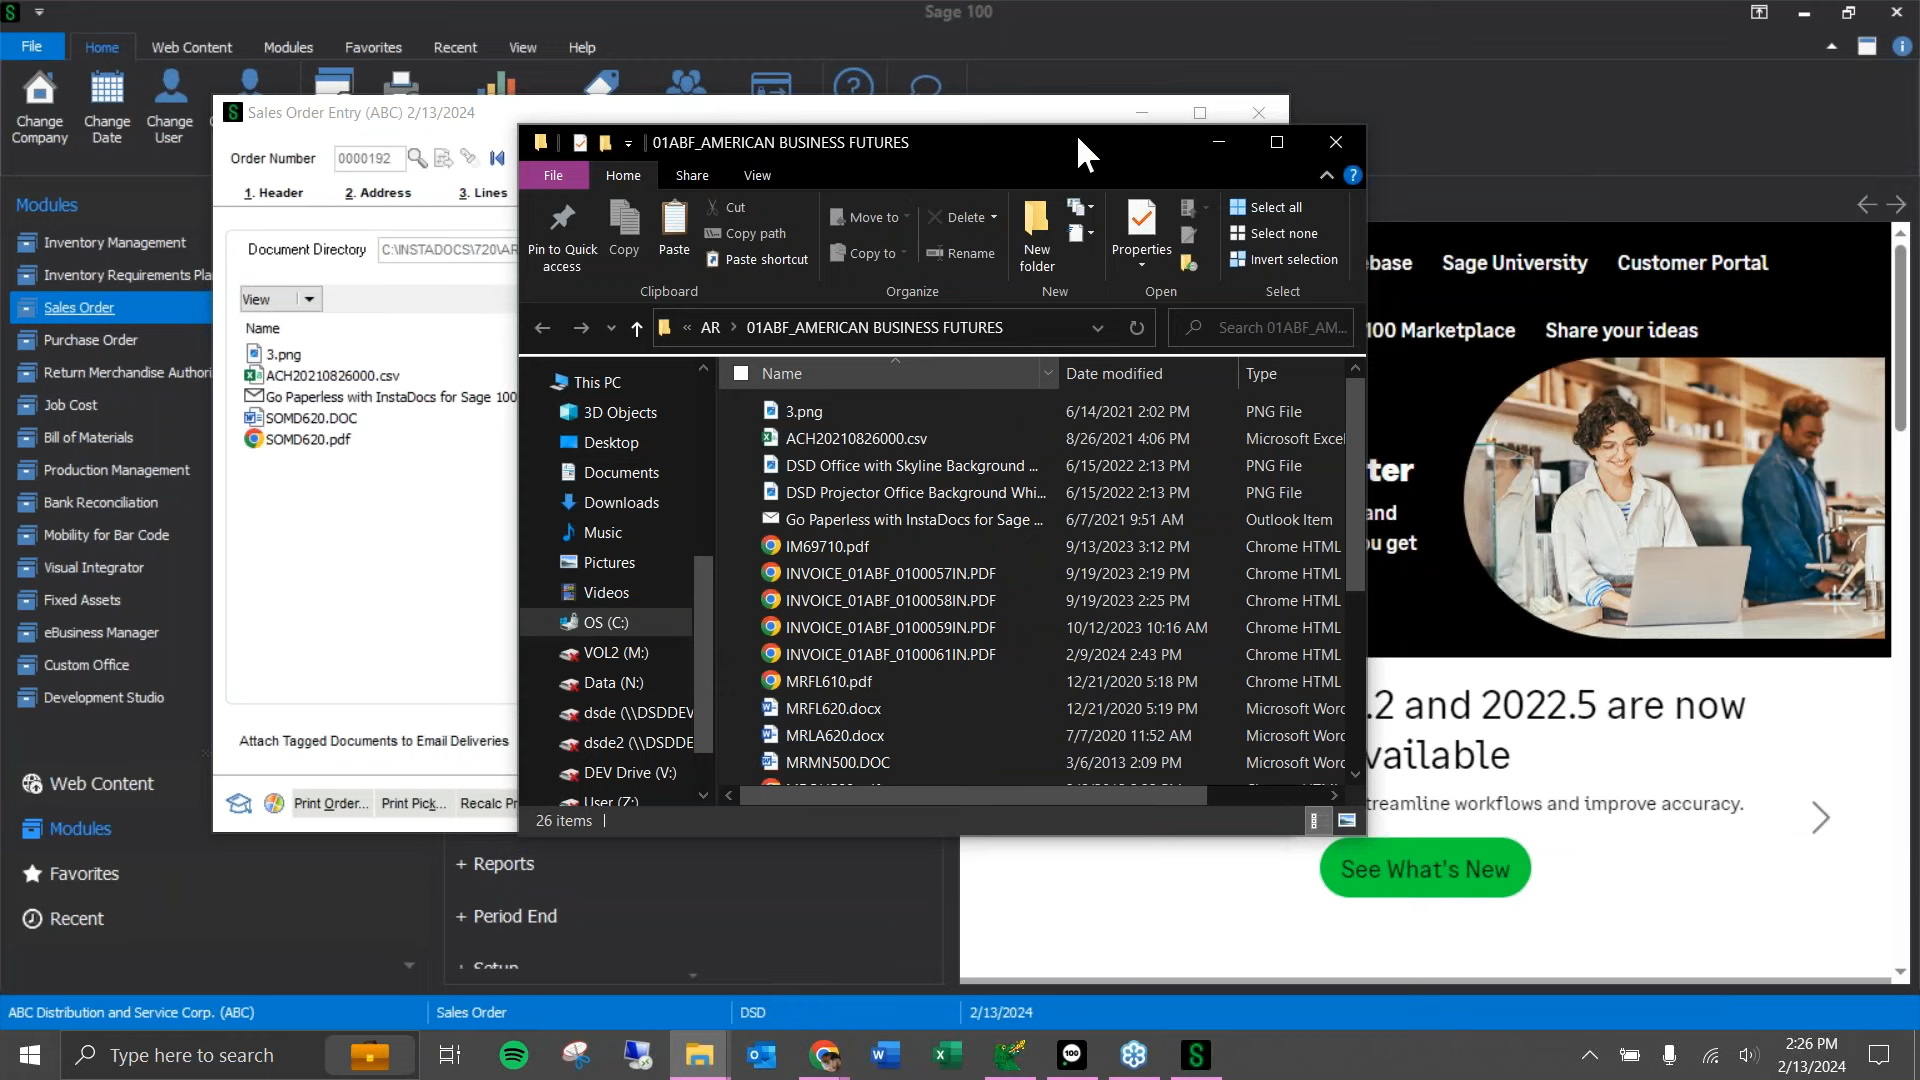 Sage 100
File
Home
Web Content
Modules
Favorites
Recent
View
Help
Change Company
Change Date
Change User
Sales Order Entry (ABC) 2/13/2024
Order Number
0000192
1. Header
2. Address
3. Lines
Document Directory
C:\INSTADOCS\720\AR
View
Name
3.png
ACH20210826000.csv
Go Paperless with InstaDocs for Sage 100
SOMD620.DOC
SOMD620.pdf
Attach Tagged Documents to Email Deliveries
Print Order...
Print Pick...
Recalc Pr
01ABF_AMERICAN BUSINESS FUTURES
File
Home
Share
View
Pin to Quick access
Copy
Paste
Cut
Copy path
Paste shortcut
Clipboard
Move to
Copy to
Delete
Rename
Organize
New folder
New
Properties
Open
Select all
Select none
Invert selection
Select
« AR > 01ABF_AMERICAN BUSINESS FUTURES
Search 01ABF_AM...
This PC
3D Objects
Desktop
Documents
Downloads
Music
Pictures
Videos
OS (C:)
VOL2 (M:)
Data (N:)
dsde (\\DSDDEV
dsde2 (\\DSDDE
DEV Drive (V:)
User (Z:)
Name Date modified Type
3.png 6/14/2021 2:02 PM PNG File
ACH20210826000.csv 8/26/2021 4:06 PM Microsoft Excel
DSD Office with Skyline Background ... 6/15/2022 2:13 PM PNG File
DSD Projector Office Background Whi... 6/15/2022 2:13 PM PNG File
Go Paperless with InstaDocs for Sage ... 6/7/2021 9:51 AM Outlook Item
IM69710.pdf 9/13/2023 3:12 PM Chrome HTML
INVOICE_01ABF_0100057IN.PDF 9/19/2023 2:19 PM Chrome HTML
INVOICE_01ABF_0100058IN.PDF 9/19/2023 2:25 PM Chrome HTML
INVOICE_01ABF_0100059IN.PDF 10/12/2023 10:16 AM Chrome HTML
INVOICE_01ABF_0100061IN.PDF 2/9/2024 2:43 PM Chrome HTML
MRFL610.pdf 12/21/2020 5:18 PM Chrome HTML
MRFL620.docx 12/21/2020 5:19 PM Microsoft Word
MRLA620.docx 7/7/2020 11:52 AM Microsoft Word
MRMN500.DOC 3/6/2013 2:09 PM Microsoft Word
26 items
Modules
Inventory Management
Inventory Requirements Pla
Sales Order
Purchase Order
Return Merchandise Authori
Job Cost
Bill of Materials
Production Management
Bank Reconciliation
Mobility for Bar Code
Visual Integrator
Fixed Assets
eBusiness Manager
Custom Office
Development Studio
Web Content
Modules
Favorites
Recent
+ Reports
+ Period End
+ Setup
base Sage University Customer Portal
100 Marketplace Share your ideas
ter
and
u get
.2 and 2022.5 are now
vailable
treamline workflows and improve accuracy.
See What's New
ABC Distribution and Service Corp. (ABC)
Sales Order
DSD
2/13/2024
Type here to search
100
2:26 PM
2/13/2024